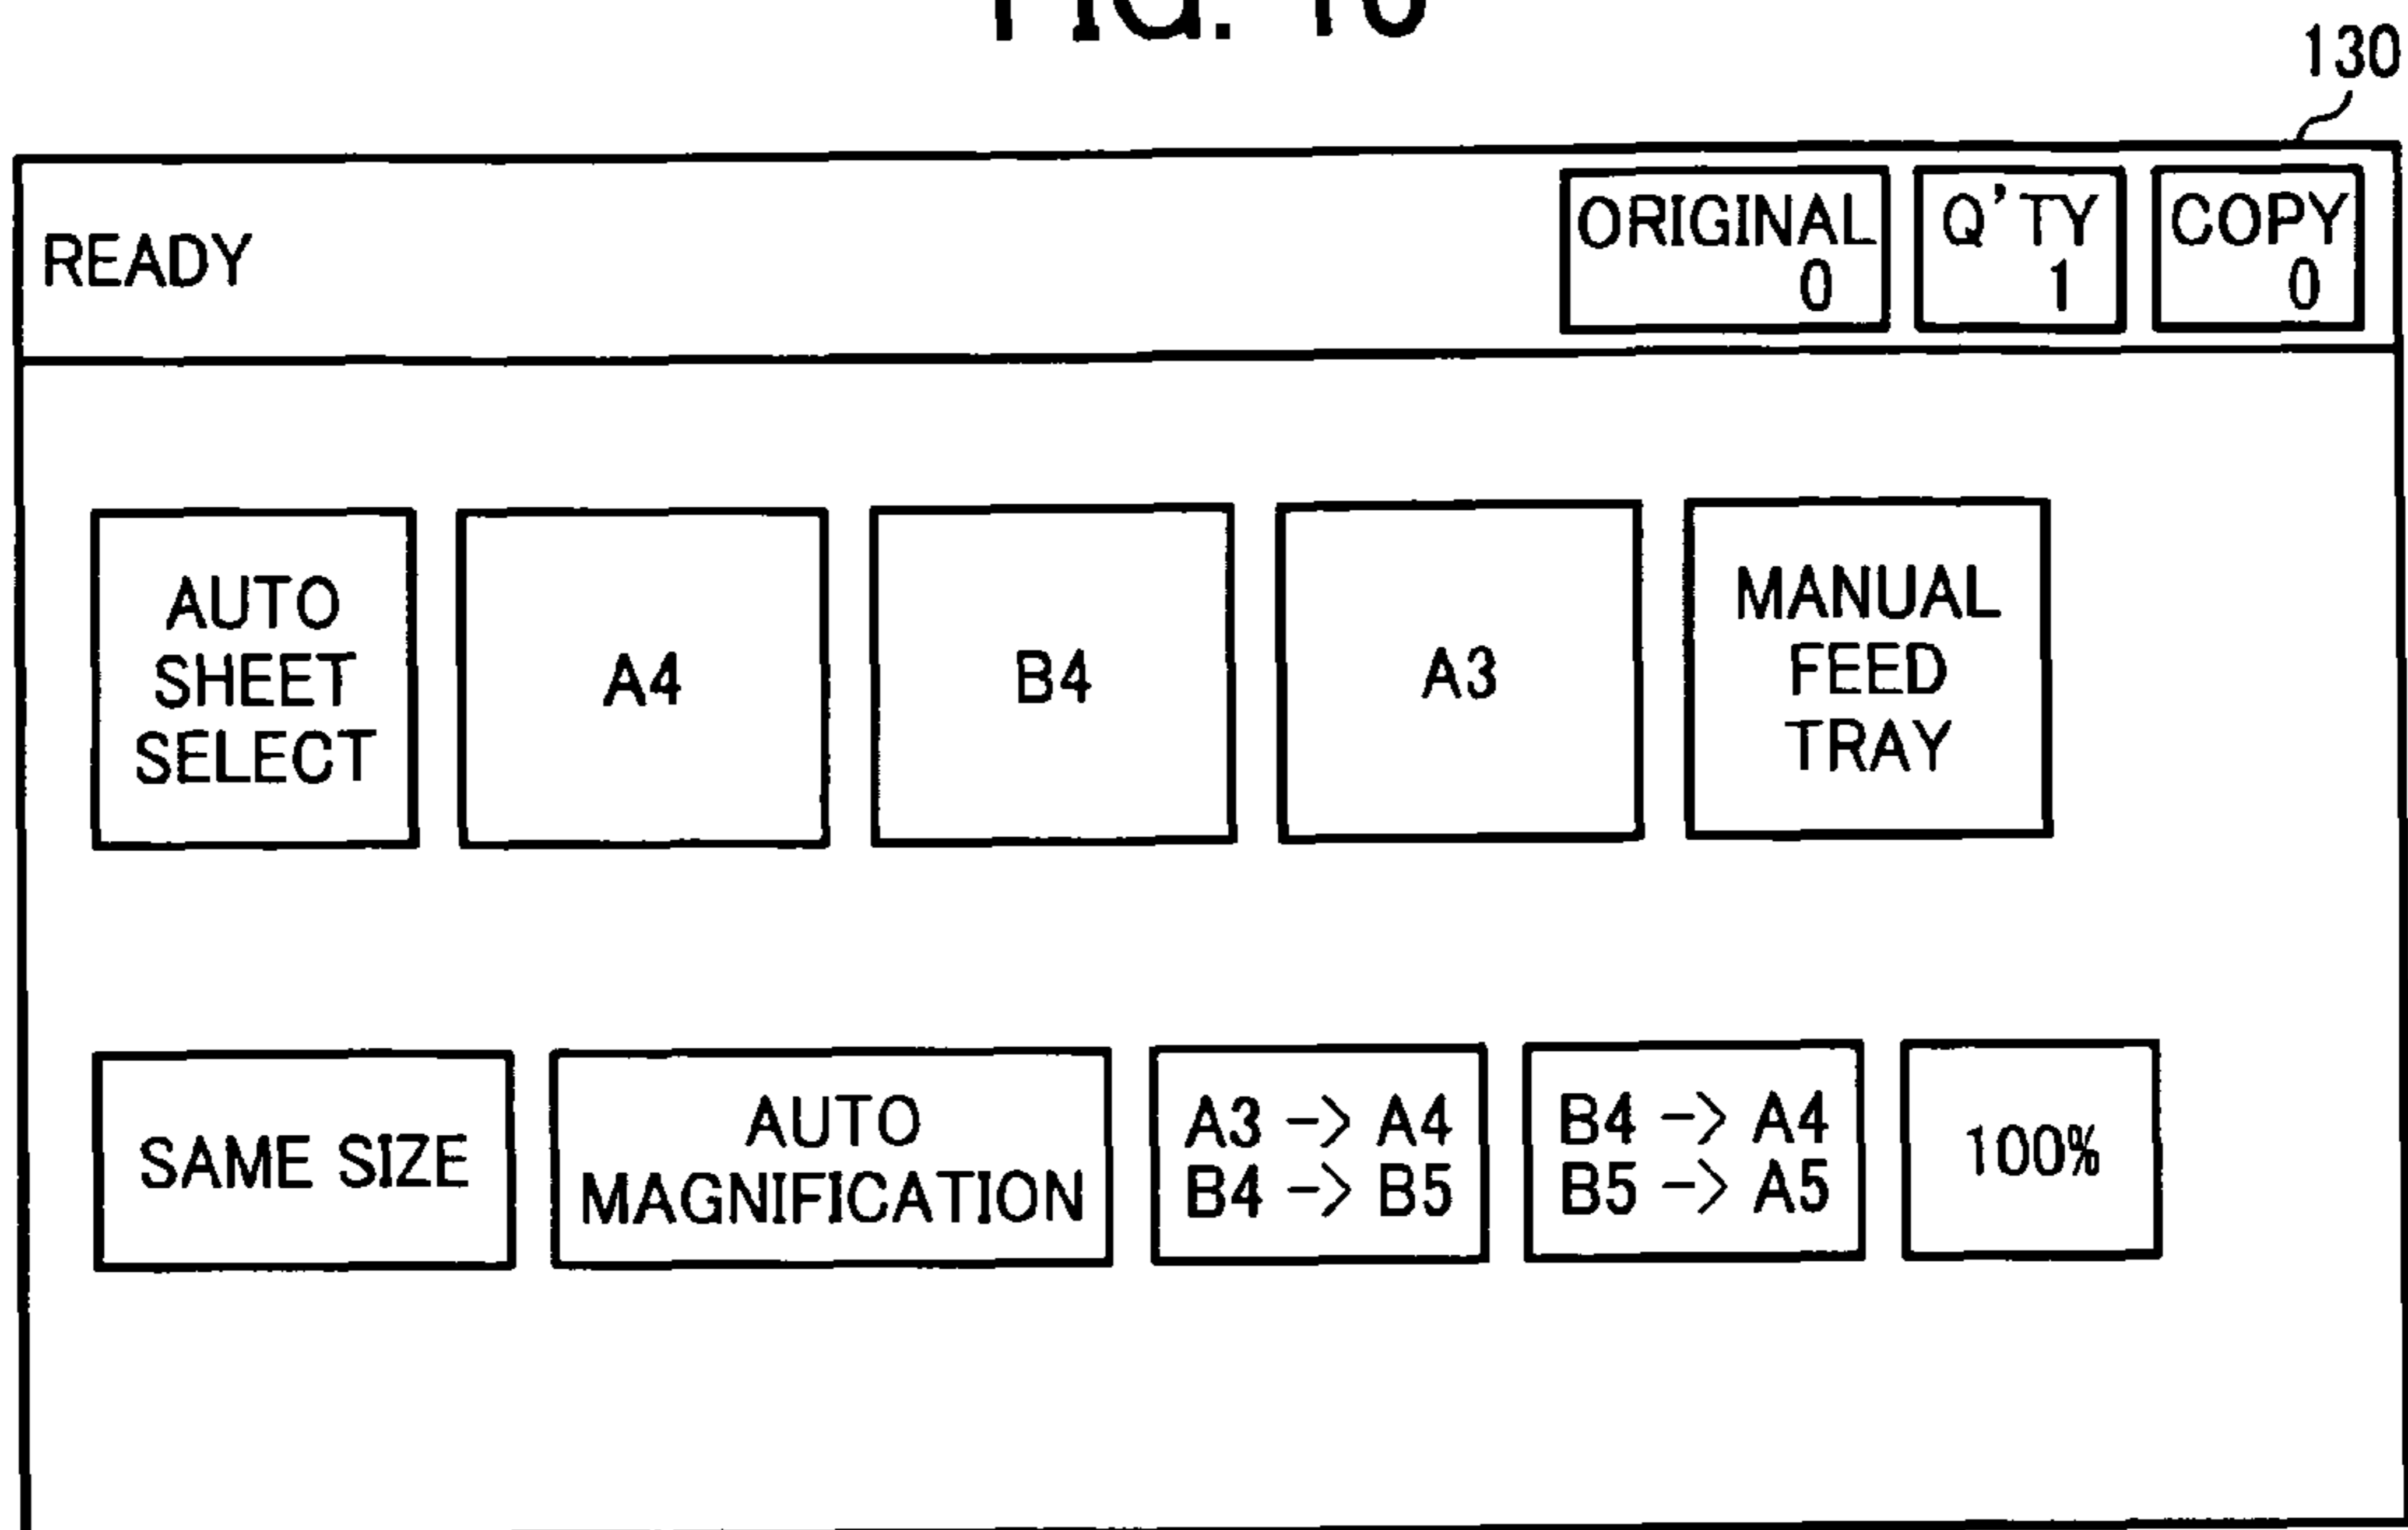 FIG.
130
READY
ORIGINAL
0
Q'TY
1
COPY
0
AUTO
SHEET
SELECT
A4
B4
A3
MANUAL
FEED
TRAY
SAME SIZE
AUTO
MAGNIFICATION
A3 -> A4
B4 -> B5
B4 -> A4
B5 -> A5
100%